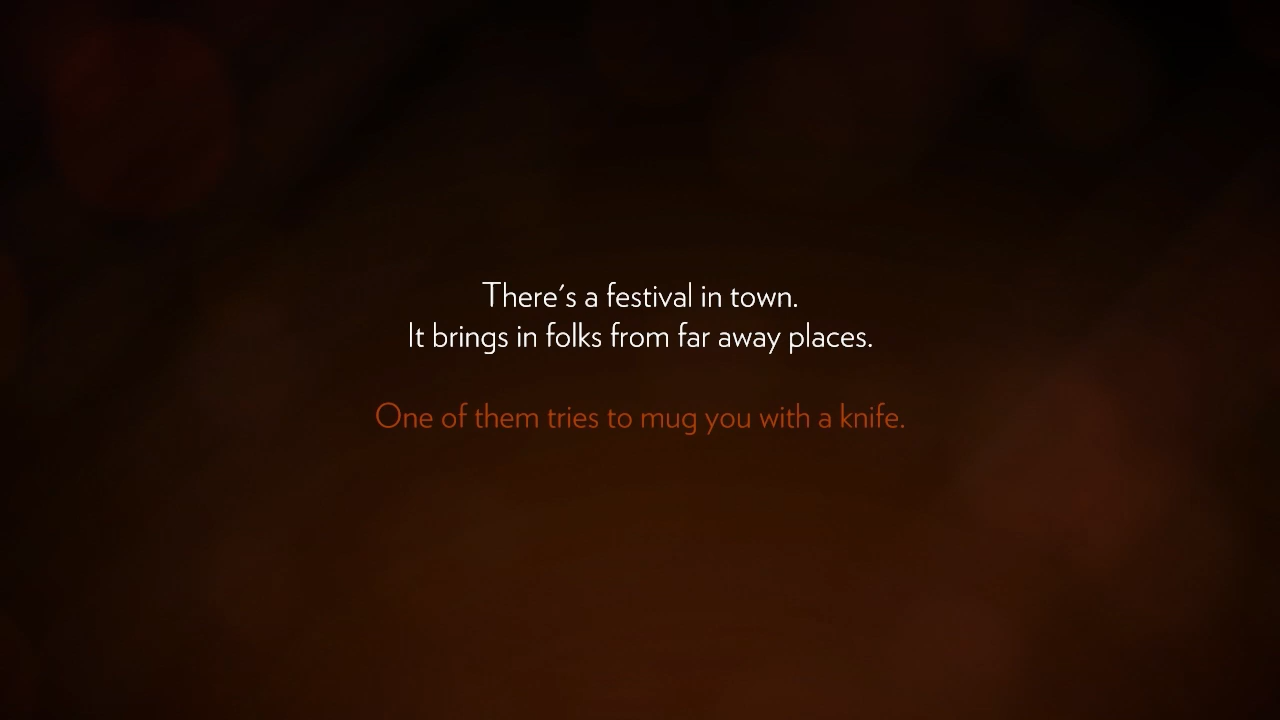 There's a festival in town.
It brings in folks from far away places.
One of them tries to mug you with a knife.